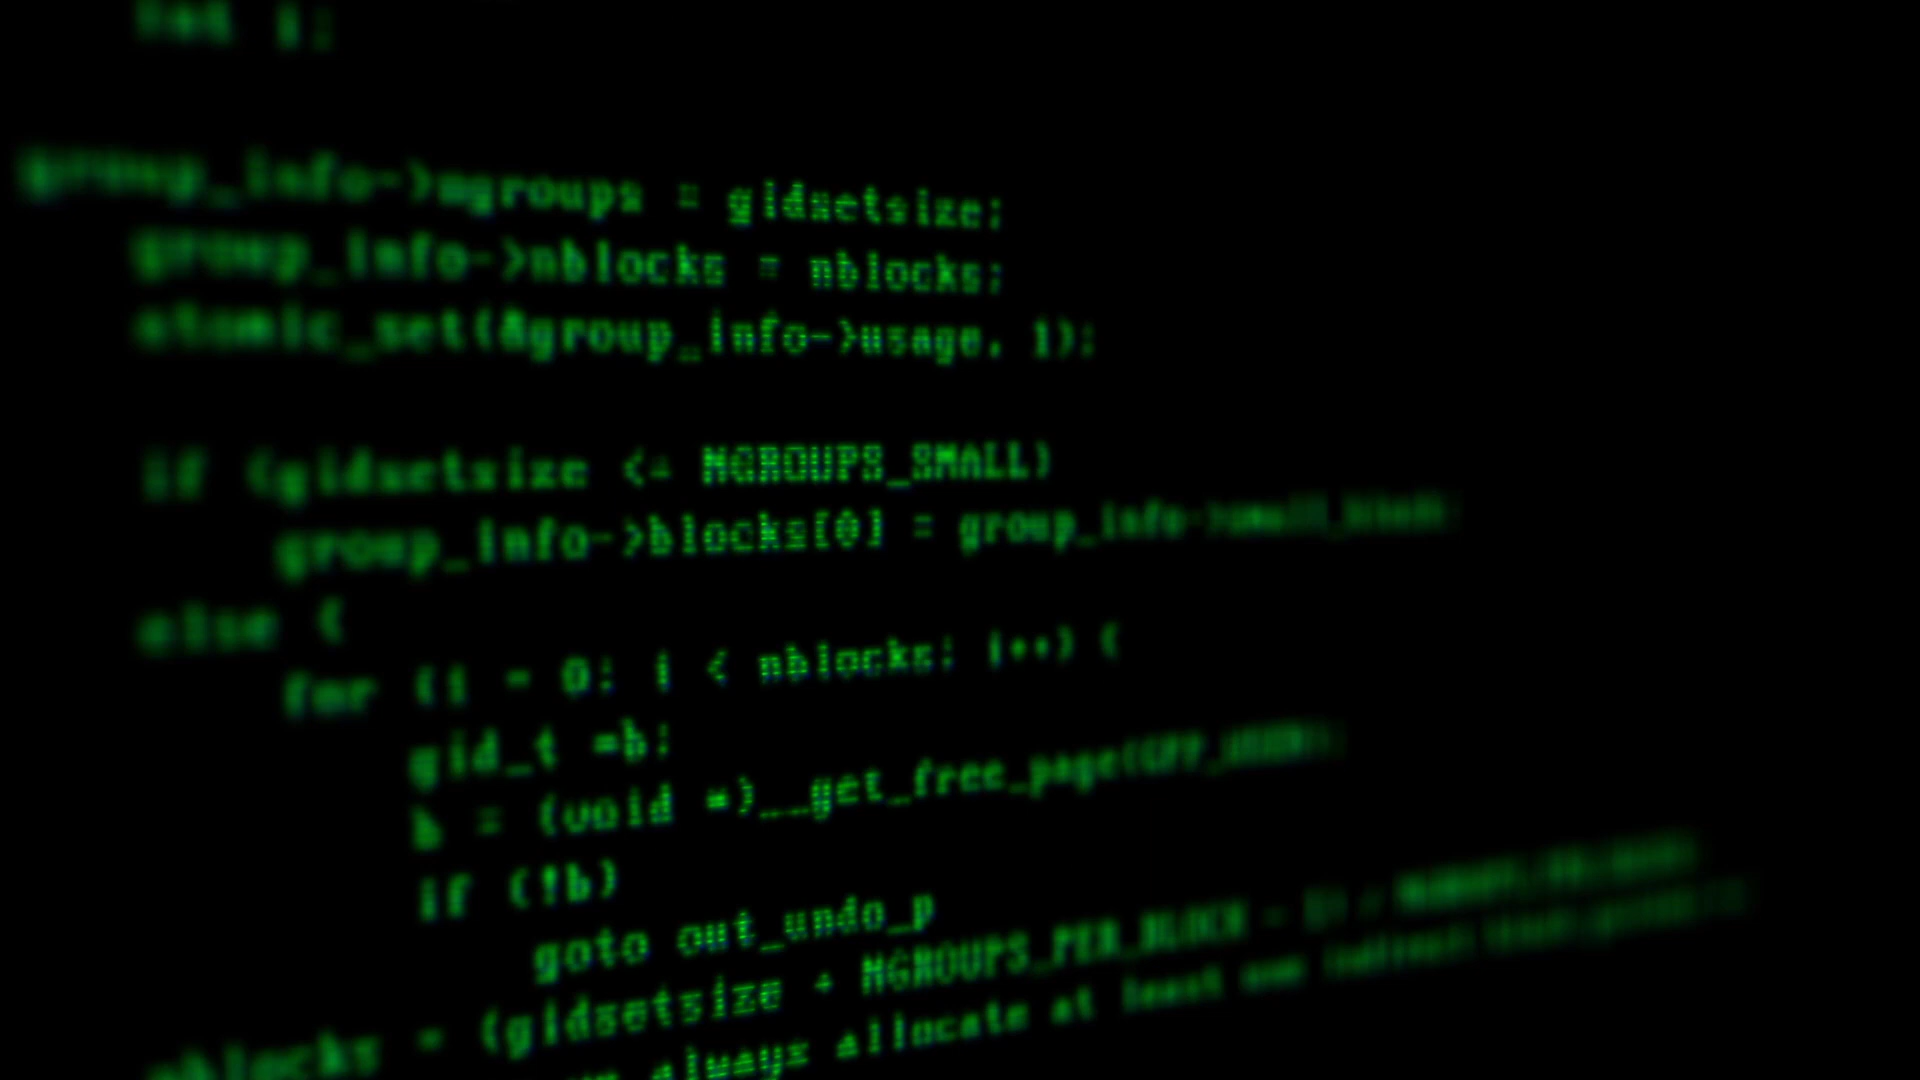 int i;
group_info->ngroups = gidsetsize;
group_info->nblocks = nblocks;
atomic_set(&group_info->usage, 1);
if (gidsetsize <= NGROUPS_SMALL)
group_info->blocks[0] = group_info->small_block;
else {
for (i = 0; i < nblocks; i++) {
gid_t *b;
b = (void *)__get_free_page(GFP_USER);
if (!b)
goto out_undo_p
nblocks = (gidsetsize + NGROUPS_PER_BLOCK - 1) /
always allocate at least one indirect block pointer